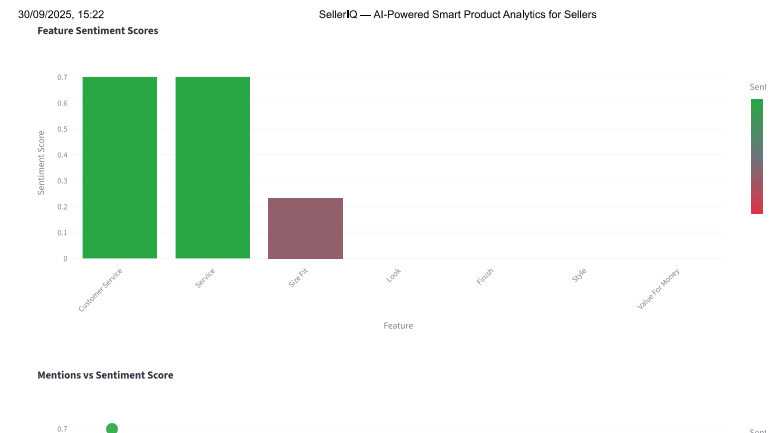 30/09/2025, 15:22 SellerIQ — AI-Powered Smart Product Analytics for Sellers
Feature Sentiment Scores
Sent
0.7
0.6
0.5
0.4
0.3
0.2
0.1
0
Sentiment Score
Customer Service
Service
Size Fit
Look
Finish
Style
Value For Money
Feature
Mentions vs Sentiment Score
0.7
Sent